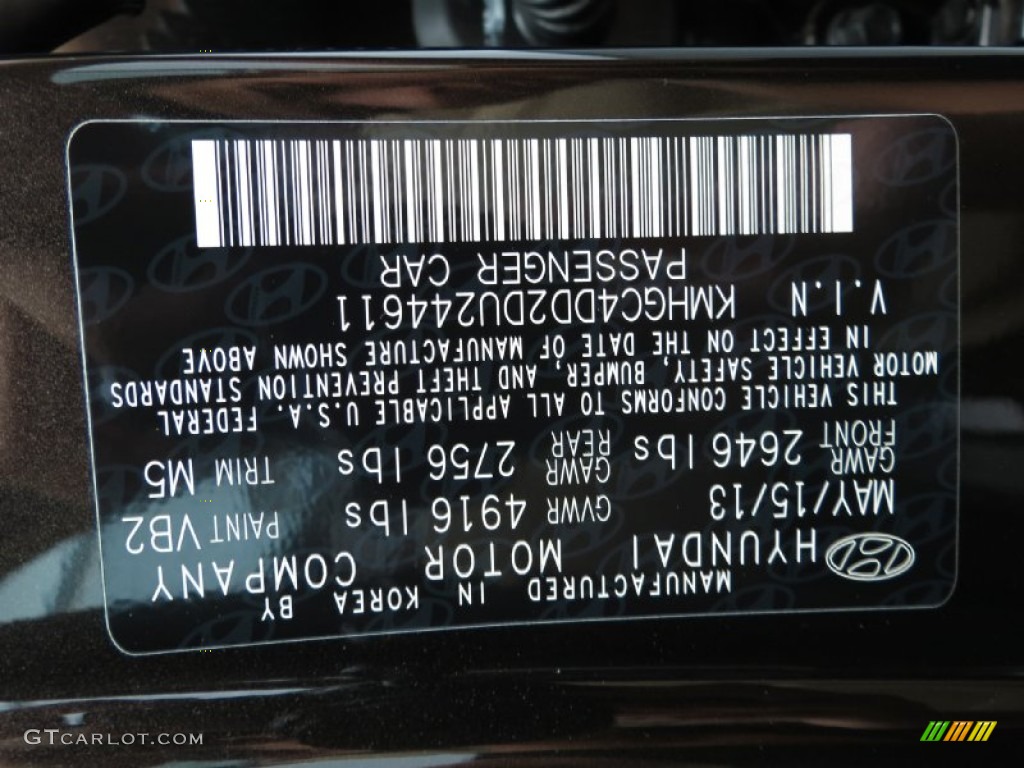 MANUFACTURED IN KOREA BY
HYUNDAI MOTOR COMPANY
MAY/15/13 GVWR 4916 lbs PAINT VB2
GAWR FRONT 2646 lbs GAWR REAR 2756 lbs TRIM M5
THIS VEHICLE CONFORMS TO ALL APPLICABLE U.S.A. FEDERAL
MOTOR VEHICLE SAFETY, BUMPER, AND THEFT PREVENTION STANDARDS
IN EFFECT ON THE DATE OF MANUFACTURE SHOWN ABOVE
V.I.N KMHGC4DD2DU244611
PASSENGER CAR
GTCARLOT.COM